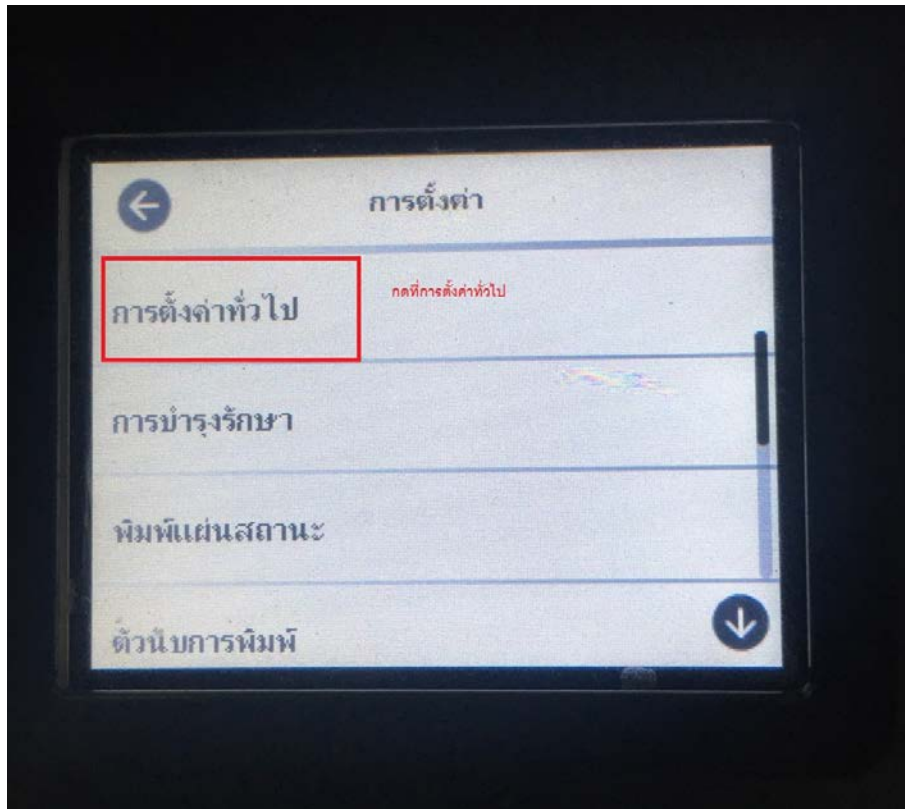 การตั้งค่า
การตั้งค่าทั่วไป
กดที่การตั้งค่าทั่วไป
การบำรุงรักษา
พิมพ์แผ่นสถานะ
ตัวนับการพิมพ์